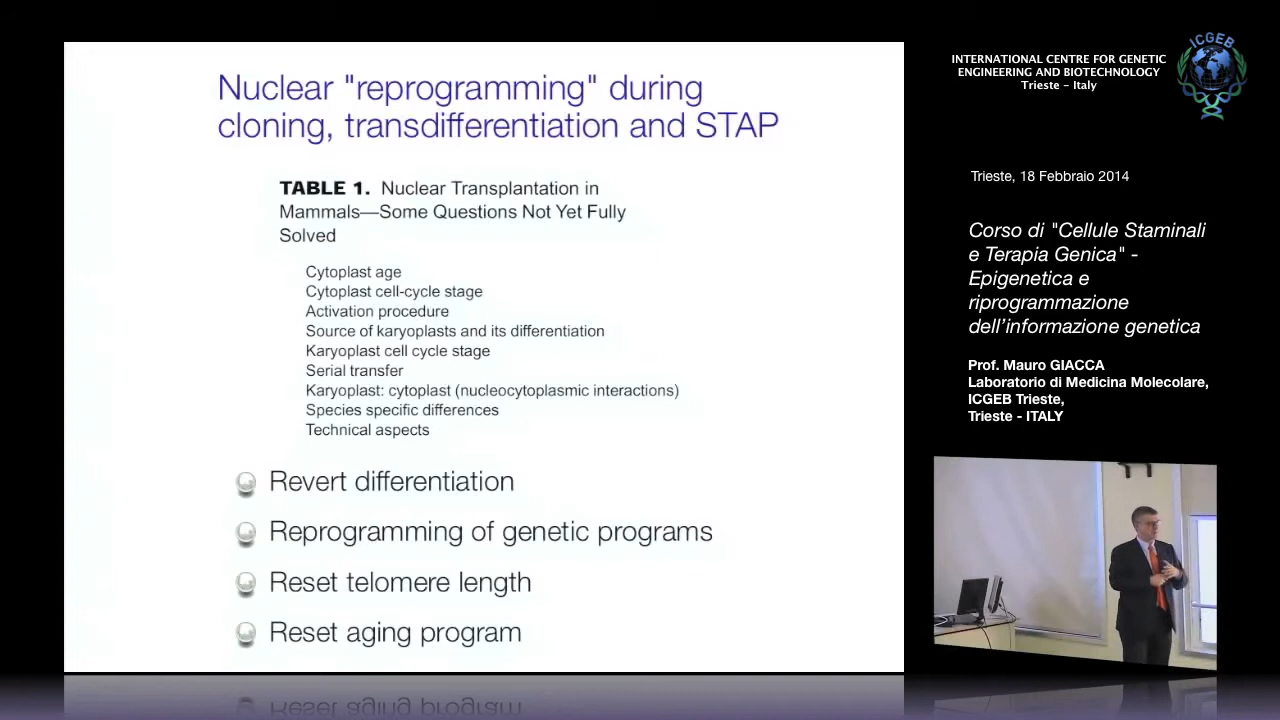 Nuclear "reprogramming" during
cloning, transdifferentiation and STAP
TABLE 1. Nuclear Transplantation in
Mammals—Some Questions Not Yet Fully
Solved
Cytoplast age
Cytoplast cell-cycle stage
Activation procedure
Source of karyoplasts and its differentiation
Karyoplast cell cycle stage
Serial transfer
Karyoplast: cytoplast (nucleocytoplasmic interactions)
Species specific differences
Technical aspects
Revert differentiation
Reprogramming of genetic programs
Reset telomere length
Reset aging program
INTERNATIONAL CENTRE FOR GENETIC
ENGINEERING AND BIOTECHNOLOGY
Trieste - Italy
ICGEB
Trieste, 18 Febbraio 2014
Corso di "Cellule Staminali
e Terapia Genica" -
Epigenetica e
riprogrammazione
dell'informazione genetica
Prof. Mauro GIACCA
Laboratorio di Medicina Molecolare,
ICGEB Trieste,
Trieste - ITALY